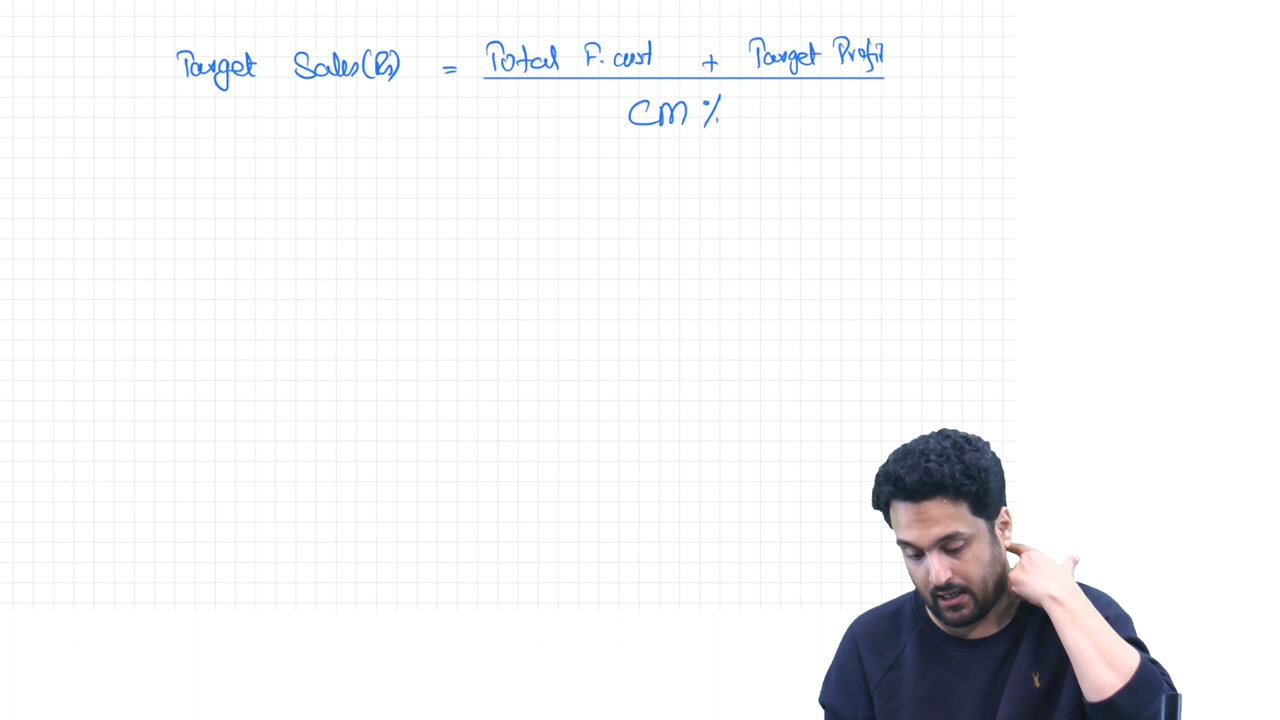 Target Sales(Rs) = Total F. cost + Target Profit
CM %